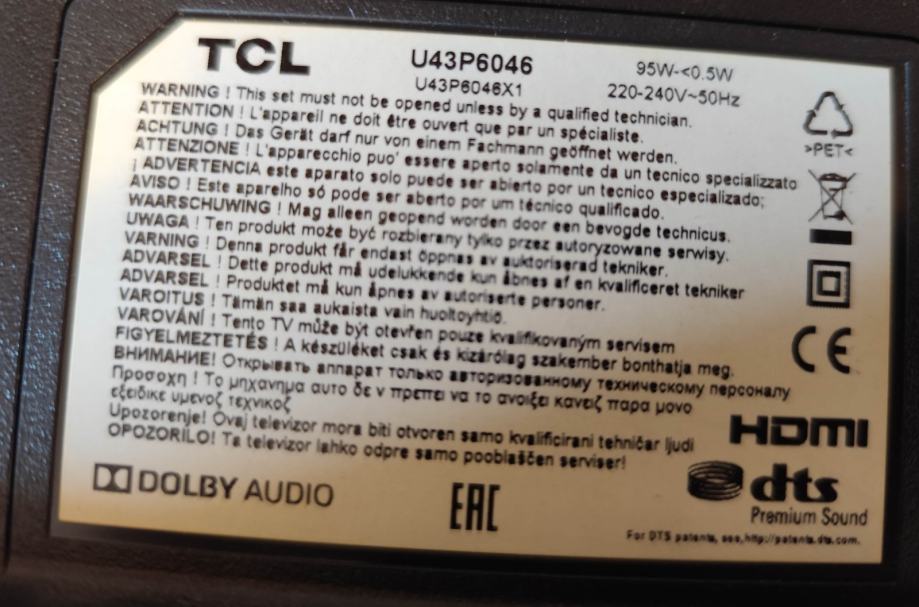 TCL
U43P6046
U43P6046X1
95W-<0.5W
220-240V~50Hz
WARNING ! This set must not be opened unless by a qualified technician.
ATTENTION ! L'appareil ne doit être ouvert que par un spécialiste.
ACHTUNG ! Das Gerät darf nur von einem Fachmann geöffnet werden.
ATTENZIONE ! L'apparecchio puo' essere aperto solamente da un tecnico specializzato
¡ ADVERTENCIA este aparato solo puede ser abierto por un tecnico especializado;
AVISO ! Este aparelho só pode ser aberto por um técnico qualificado.
WAARSCHUWING ! Mag alleen geopend worden door een bevogde technicus.
UWAGA ! Ten produkt może być rozbierany tylko przez autoryzowane serwisy.
VARNING ! Denna produkt får endast öppnas av auktoriserad tekniker.
ADVARSEL ! Dette produkt må udelukkende kun åbnes af en kvalificeret tekniker
ADVARSEL ! Produktet må kun åpnes av autoriserte personer.
VAROITUS ! Tämän saa aukaista vain huoltoyhtiö.
VAROVÁNÍ ! Tento TV může být otevřen pouze kvalifikovaným servisem
FIGYELMEZTETÉS ! A készüléket csak és kizárólag szakember bonthatja meg.
ВНИМАНИЕ! Открывать аппарат только авторизованному техническому персоналу
Προσοχη ! Το μηχανημα αυτο δε ν πρεπει να το ανοιξει κανεις παρα μονο
εξειδικε υμενος τεχνικος
Upozorenje! Ovaj televizor mora biti otvoren samo kvalificirani tehničar ljudi
OPOZORILO! Ta televizor lahko odpre samo pooblaščen serviser!
>PET<
CE
HDMI
dts
Premium Sound
DOLBY AUDIO
EAC
For DTS patents, see,http://patents.dts.com.